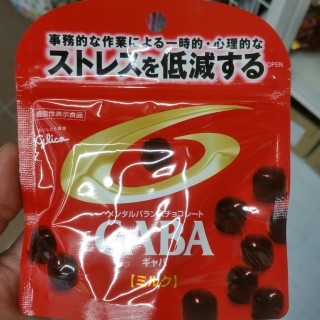 事務的な作業による一時的・心理的な
ストレスを低減する
OPEN
機能性表示食品
Glico
メンタルバランスチョコレート
GABA
ギャバ
【ミルク】